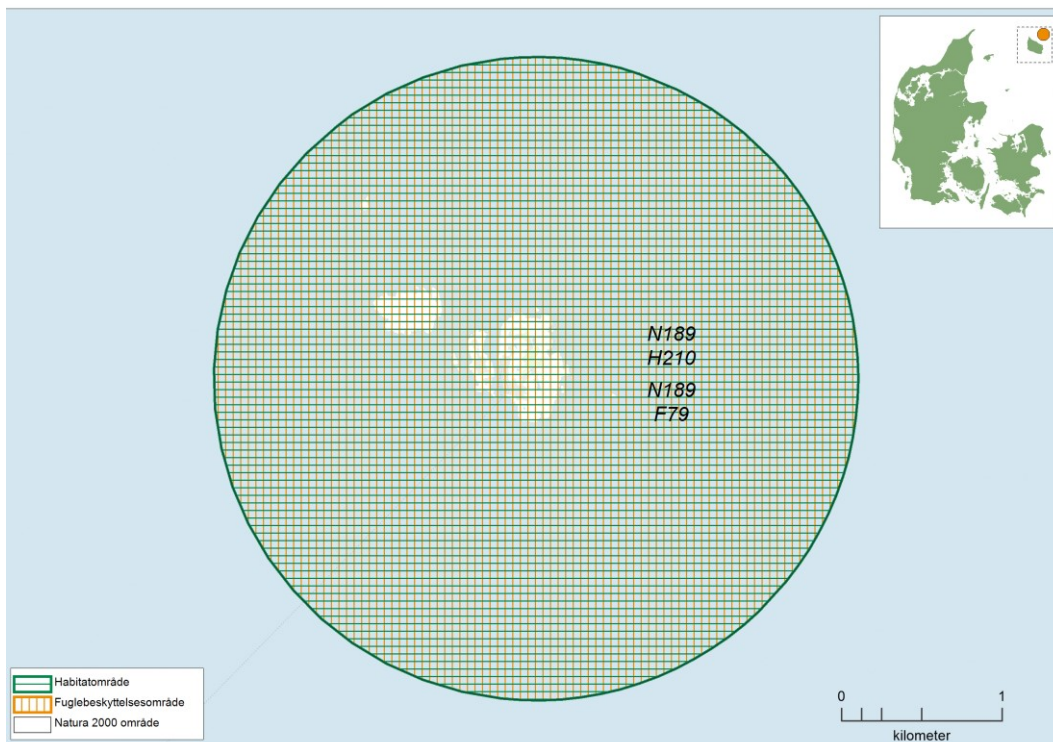 N189
H210
N189
F79
Habitatområde
Fuglebeskyttelsesområde
Natura 2000 område
0 1
kilometer